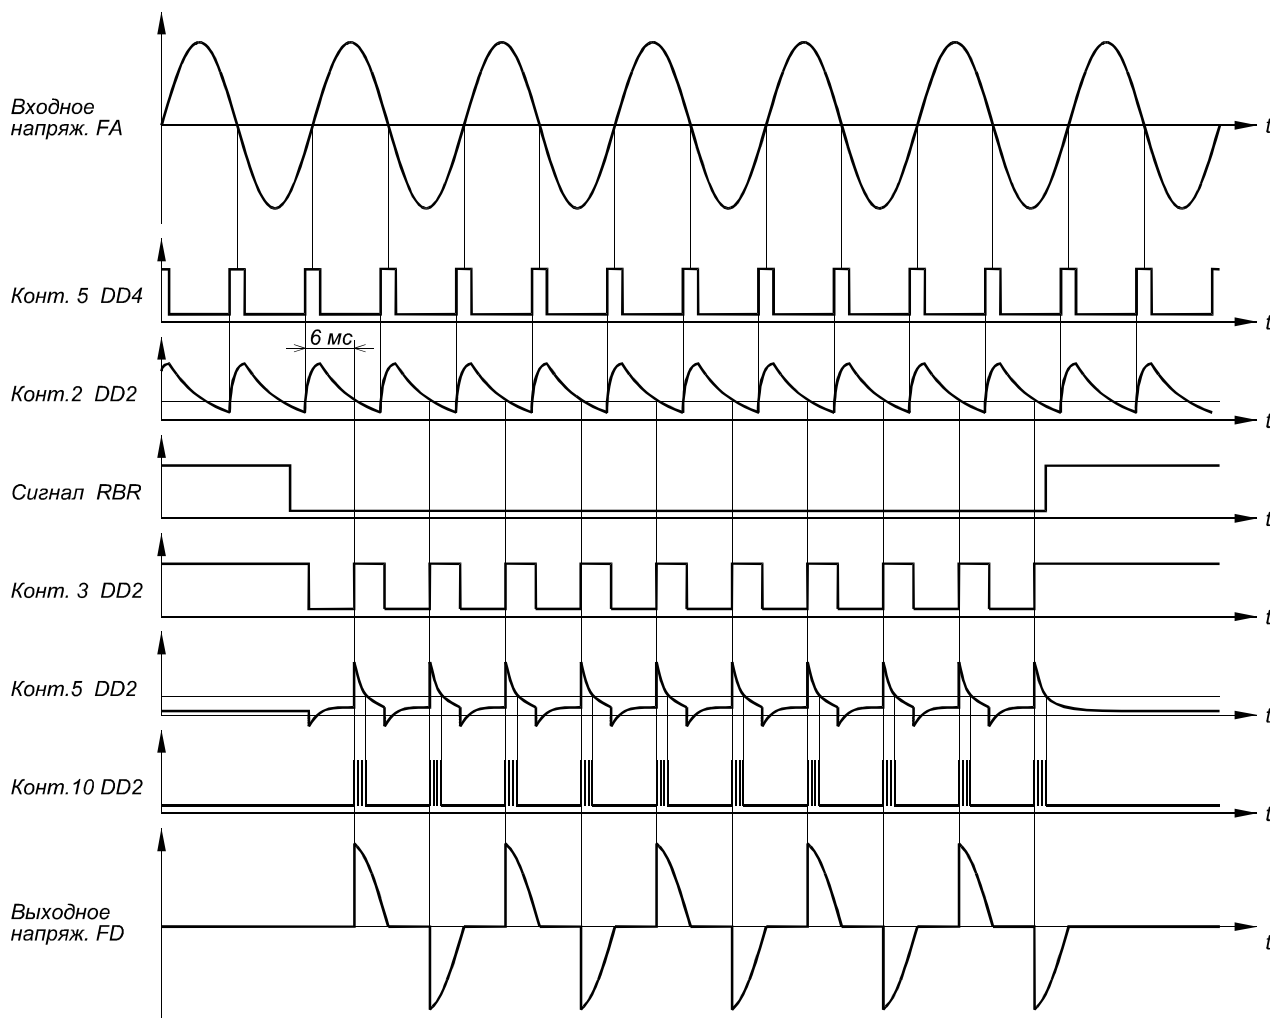 Входное
напряж. FA
t
Конт. 5 DD4
t
6 мс
Конт.2 DD2
t
Сигнал RBR
t
Конт. 3 DD2
t
Конт.5 DD2
t
Конт.10 DD2
t
Выходное
напряж. FD
t